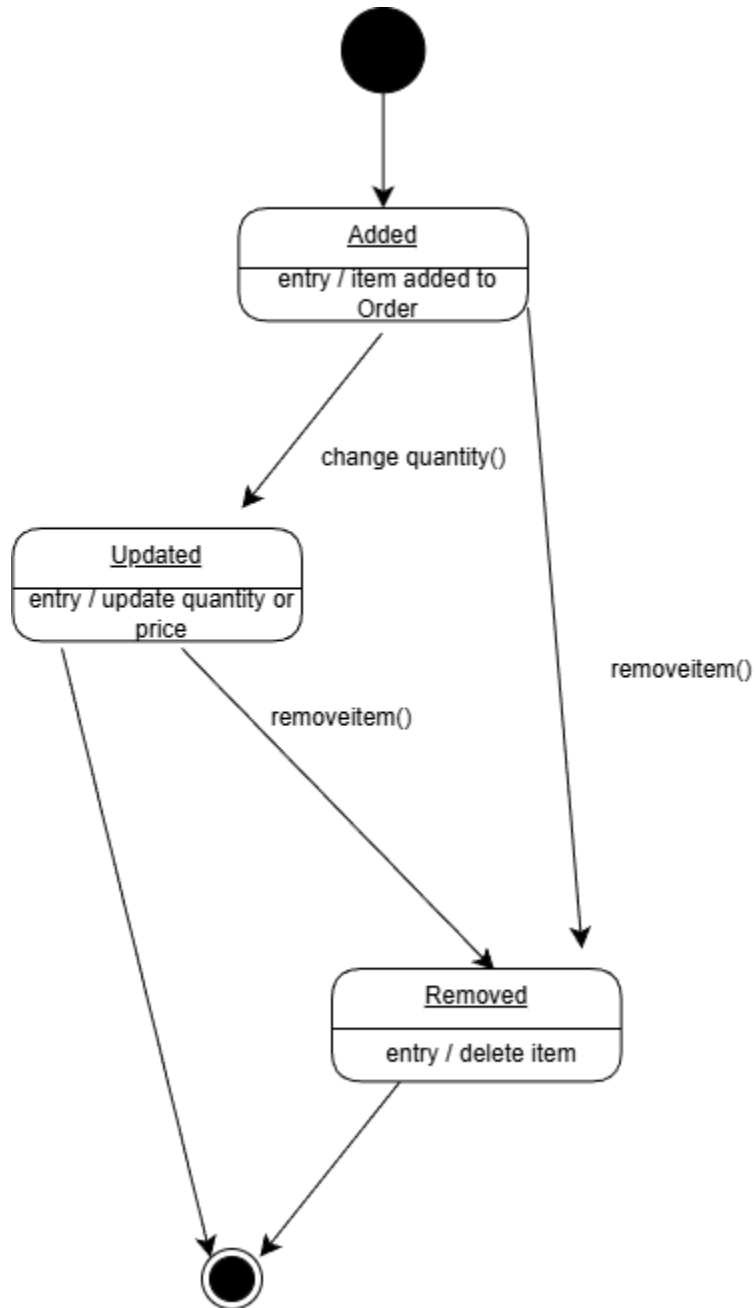 Added
entry / item added to
Order
change quantity()
Updated
entry / update quantity or
price
removeitem()
removeitem()
Removed
entry / delete item